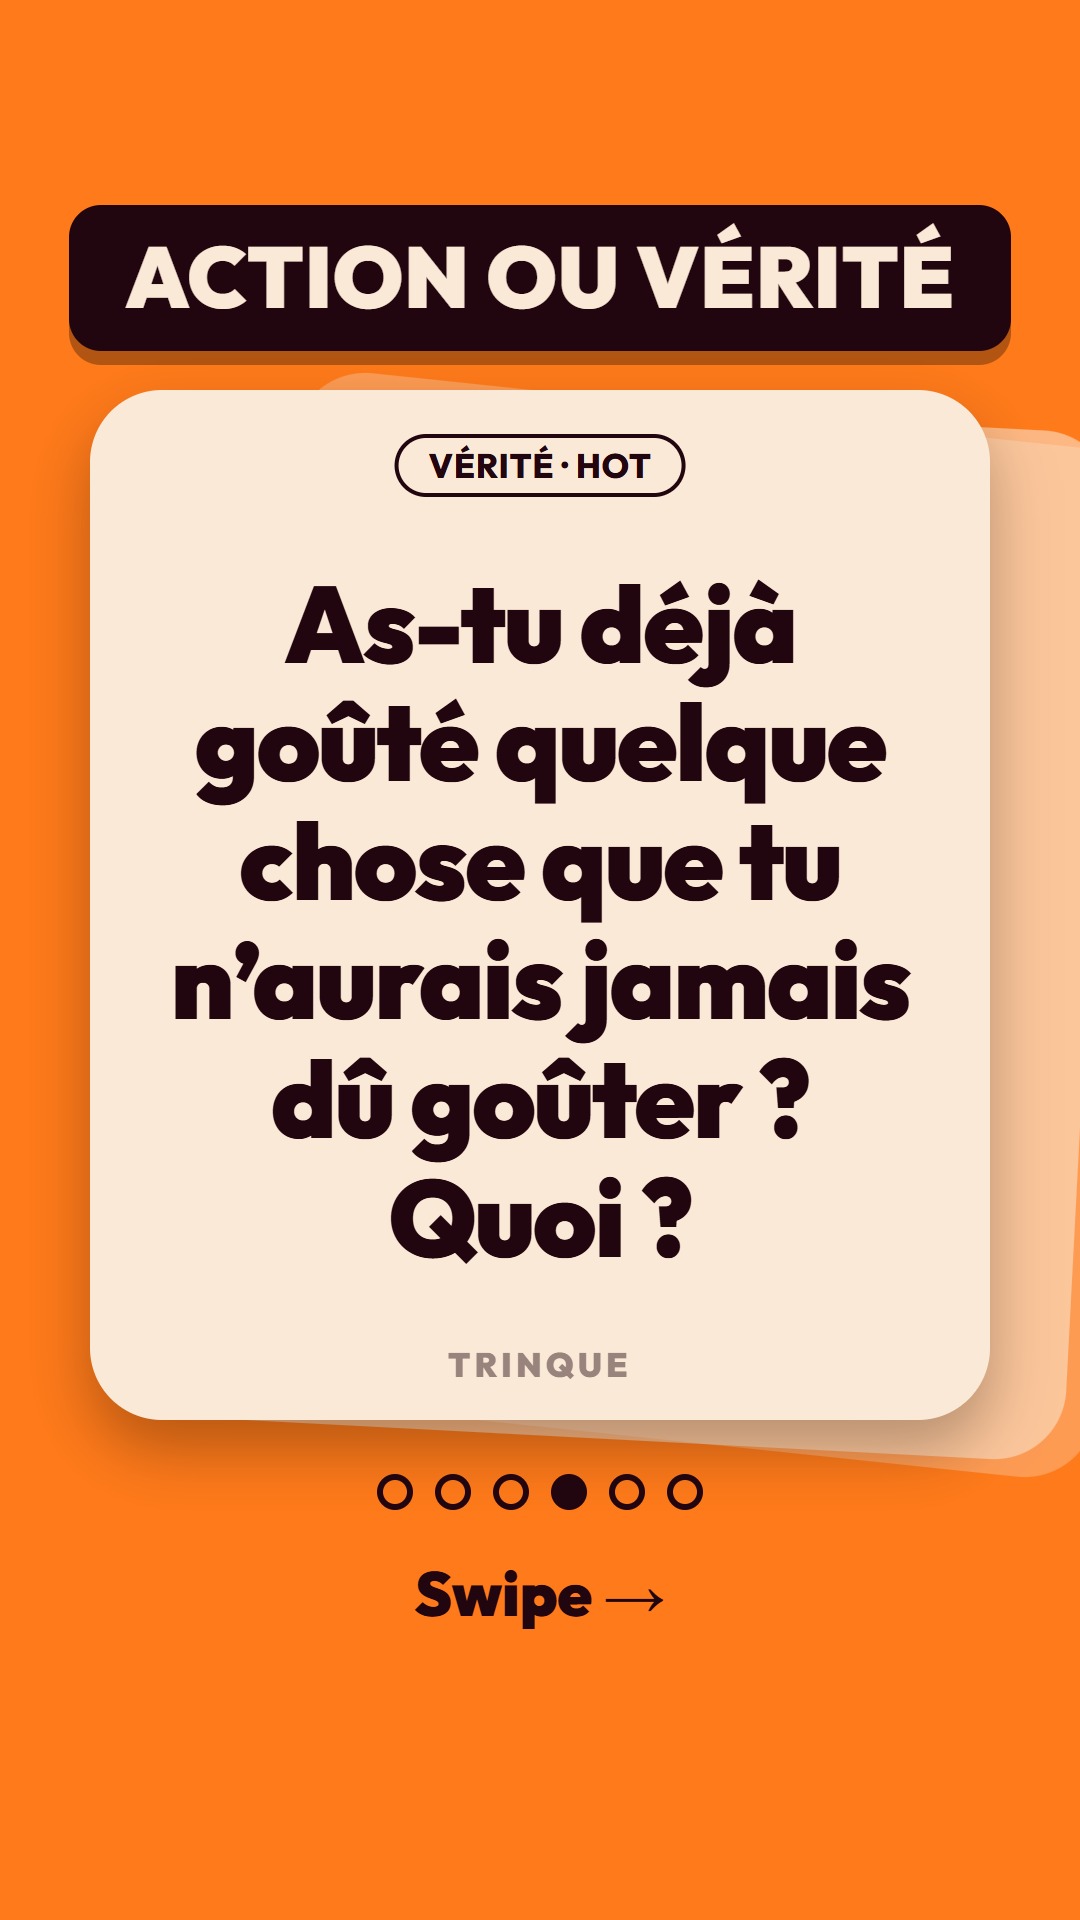 ACTION OU VÉRITÉ
VÉRITÉ · HOT
As-tu déjà
goûté quelque
chose que tu
n’aurais jamais
dû goûter ?
Quoi ?
TRINQUE
Swipe →